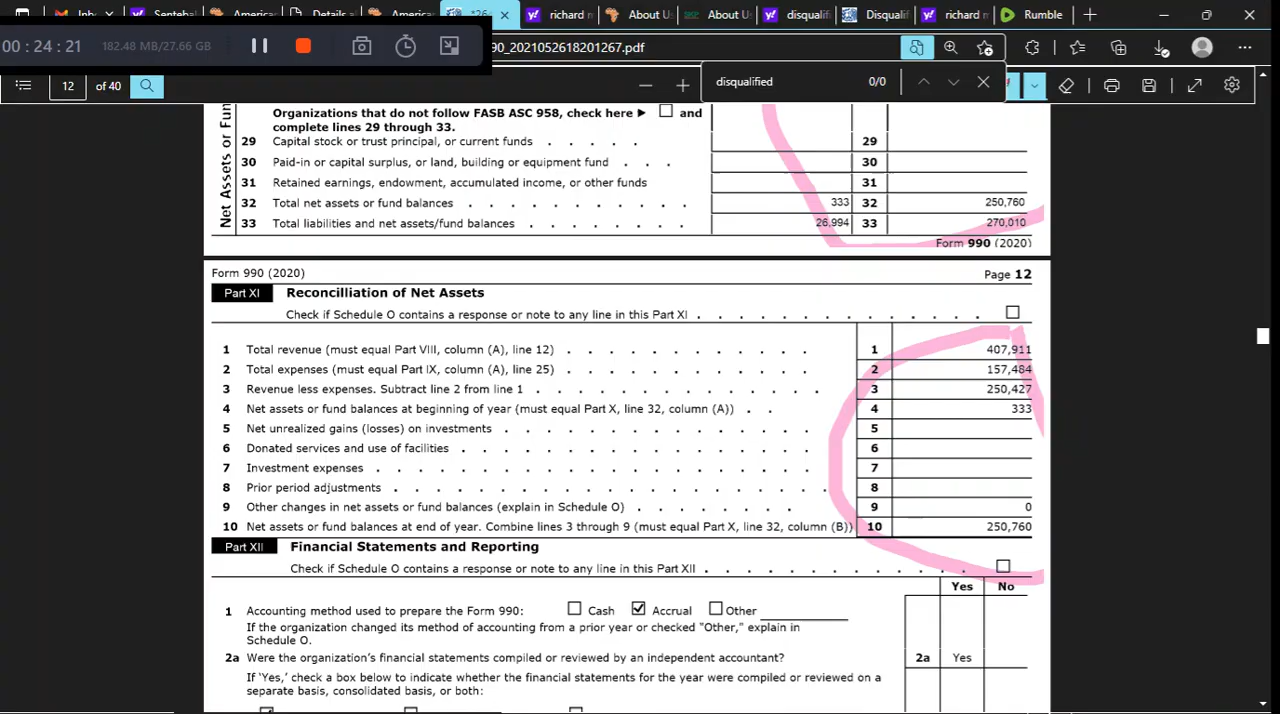 Inb
Senteba
America
Details a
America
*26
richard r
About U
About U
disqualifi
Disqualif
richard m
Rumble
00 : 24 : 21
182.48 MB/27.66 GB
90_2021052618201267.pdf
12 of 40
disqualified 0/0
Net Assets or Fun
Organizations that do not follow FASB ASC 958, check here ► ☐ and
complete lines 29 through 33.
29 Capital stock or trust principal, or current funds . . . . . 29
30 Paid-in or capital surplus, or land, building or equipment fund . . . 30
31 Retained earnings, endowment, accumulated income, or other funds 31
32 Total net assets or fund balances . . . . . . . . . . . 333 32 250,760
33 Total liabilities and net assets/fund balances . . . . . . . . 26,994 33 270,010
Form 990 (2020)
Form 990 (2020) Page 12
Part XI Reconcilliation of Net Assets
Check if Schedule O contains a response or note to any line in this Part XI . . . . . . . . . . . . . ☐
1 Total revenue (must equal Part VIII, column (A), line 12) . . . . . . . . . . . . 1 407,911
2 Total expenses (must equal Part IX, column (A), line 25) . . . . . . . . . . . . 2 157,484
3 Revenue less expenses. Subtract line 2 from line 1 . . . . . . . . . . . . . 3 250,427
4 Net assets or fund balances at beginning of year (must equal Part X, line 32, column (A)) . . 4 333
5 Net unrealized gains (losses) on investments . . . . . . . . . . . . . . 5
6 Donated services and use of facilities . . . . . . . . . . . . . . . . 6
7 Investment expenses . . . . . . . . . . . . . . . . . . . 7
8 Prior period adjustments . . . . . . . . . . . . . . . . . . . 8
9 Other changes in net assets or fund balances (explain in Schedule O) . . . . . . . . 9 0
10 Net assets or fund balances at end of year. Combine lines 3 through 9 (must equal Part X, line 32, column (B)) 10 250,760
Part XII Financial Statements and Reporting
Check if Schedule O contains a response or note to any line in this Part XII . . . . . . . . . . . . . ☐
Yes No
1 Accounting method used to prepare the Form 990: ☐ Cash ☑ Accrual ☐ Other
If the organization changed its method of accounting from a prior year or checked "Other," explain in
Schedule O.
2a Were the organization's financial statements compiled or reviewed by an independent accountant? 2a Yes
If 'Yes,' check a box below to indicate whether the financial statements for the year were compiled or reviewed on a
separate basis, consolidated basis, or both: